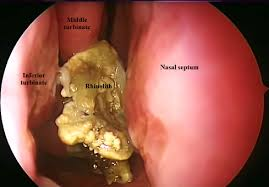 Middle
turbinate
Inferior
turbinate
Rhinolith
Nasal septum